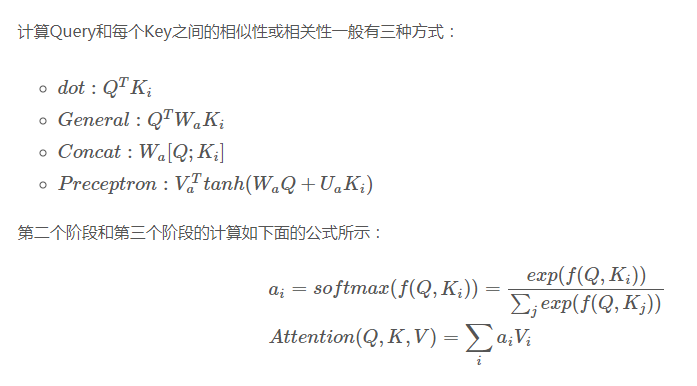 计算Query和每个Key之间的相似性或相关性一般有三种方式：
dot : Q^T K_i
General : Q^T W_a K_i
Concat : W_a[Q; K_i]
Preceptron : V_a^T tanh(W_a Q + U_a K_i)
第二个阶段和第三个阶段的计算如下面的公式所示：
a_i = softmax(f(Q, K_i)) = exp(f(Q, K_i)) / ∑_j exp(f(Q, K_j))
Attention(Q, K, V) = ∑_i a_i V_i